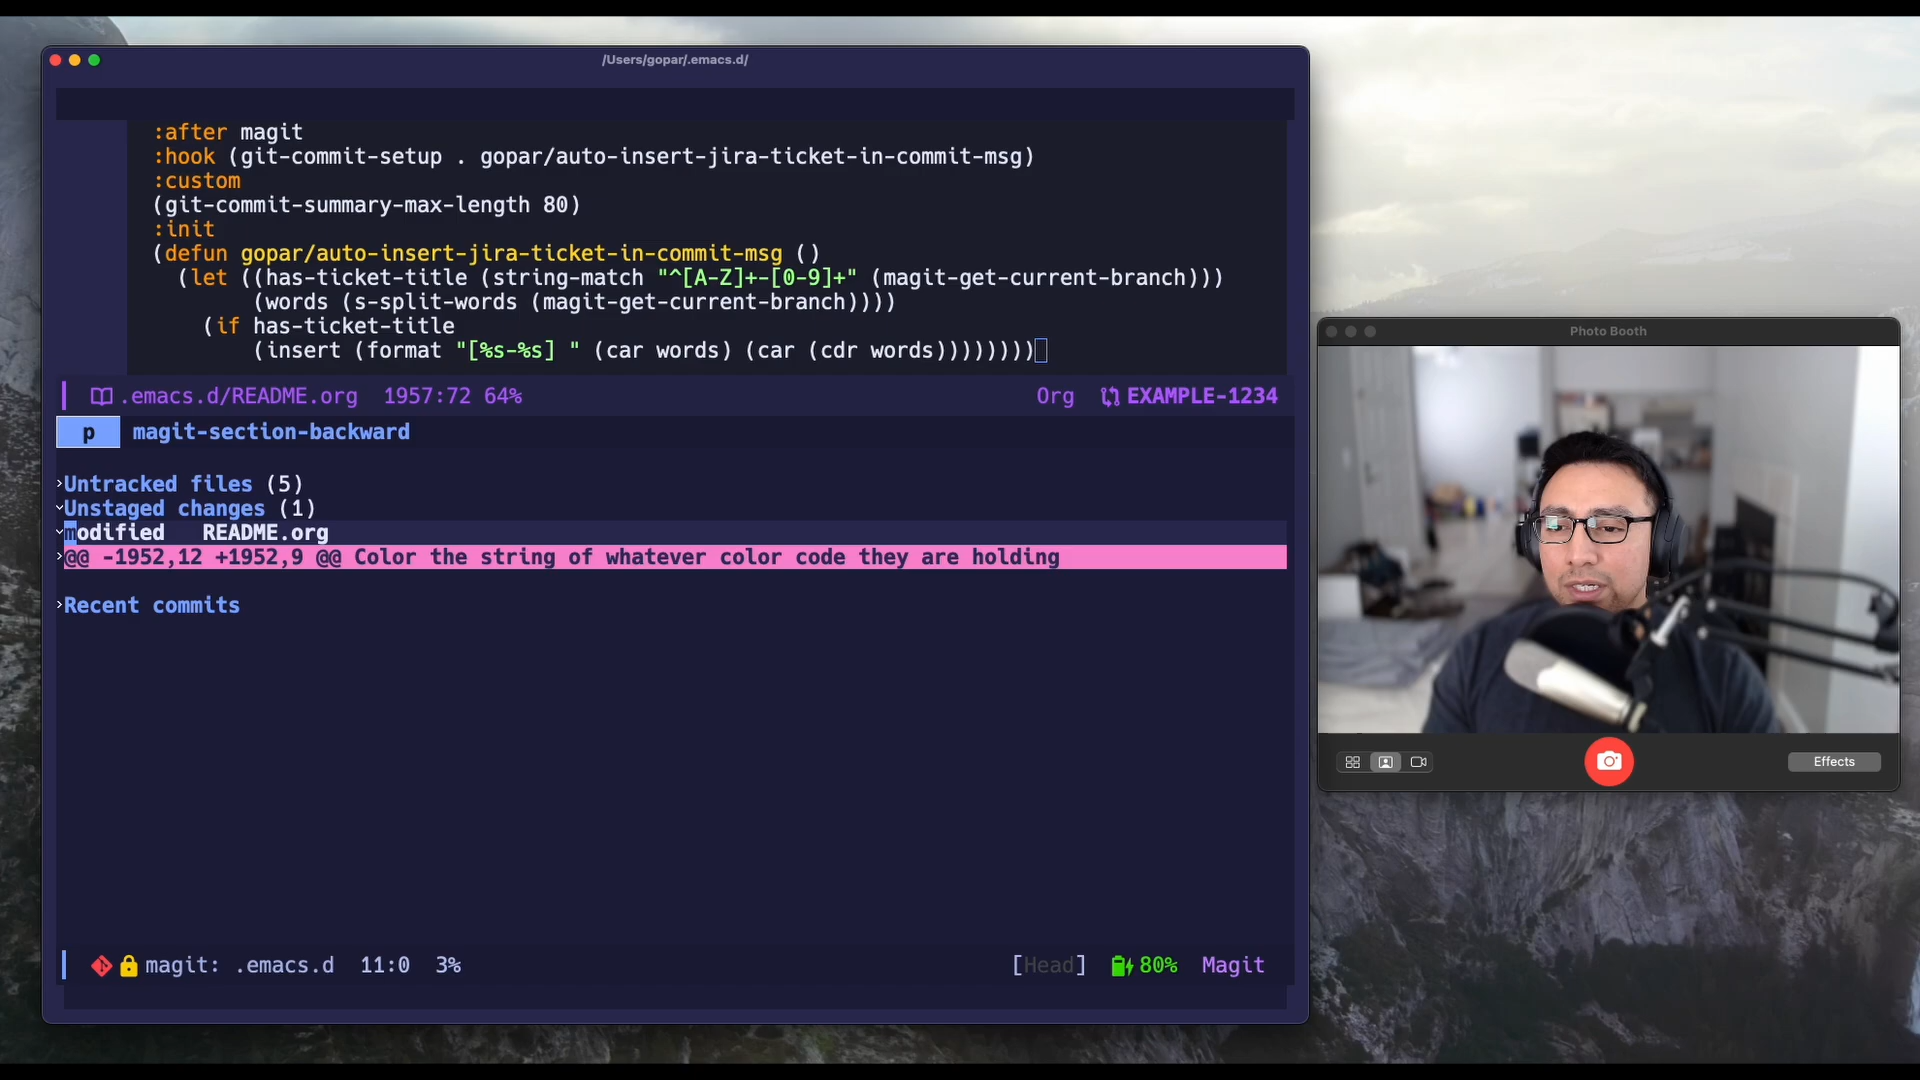 /Users/gopar/.emacs.d/
:after magit
:hook (git-commit-setup . gopar/auto-insert-jira-ticket-in-commit-msg)
:custom
(git-commit-summary-max-length 80)
:init
(defun gopar/auto-insert-jira-ticket-in-commit-msg ()
(let ((has-ticket-title (string-match "^[A-Z]+-[0-9]+" (magit-get-current-branch)))
(words (s-split-words (magit-get-current-branch))))
(if has-ticket-title
(insert (format "[%s-%s] " (car words) (car (cdr words))))))))
.emacs.d/README.org 1957:72 64% Org EXAMPLE-1234
p magit-section-backward
Untracked files (5)
Unstaged changes (1)
modified README.org
@@ -1952,12 +1952,9 @@ Color the string of whatever color code they are holding
Recent commits
magit: .emacs.d 11:0 3% [Head] 80% Magit
Photo Booth
Effects